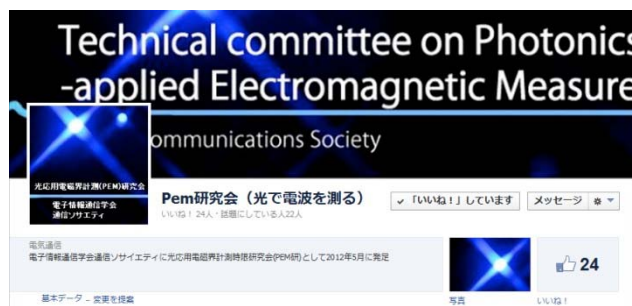 Technical committee on Photonics
-applied Electromagnetic Measure
ommunications Society
光応用電磁界計測(PEM)研究会
電子情報通信学会
通信ソサエティ
Pem研究会（光で電波を測る）
いいね！ 24人・話題にしている人22人
✓「いいね！」しています
メッセージ
電気通信
電子情報通信学会通信ソサイエティに光応用電磁界計測時限研究会(PEM研)として2012年5月に発足
24
基本データ - 変更を提案
写真
いいね！